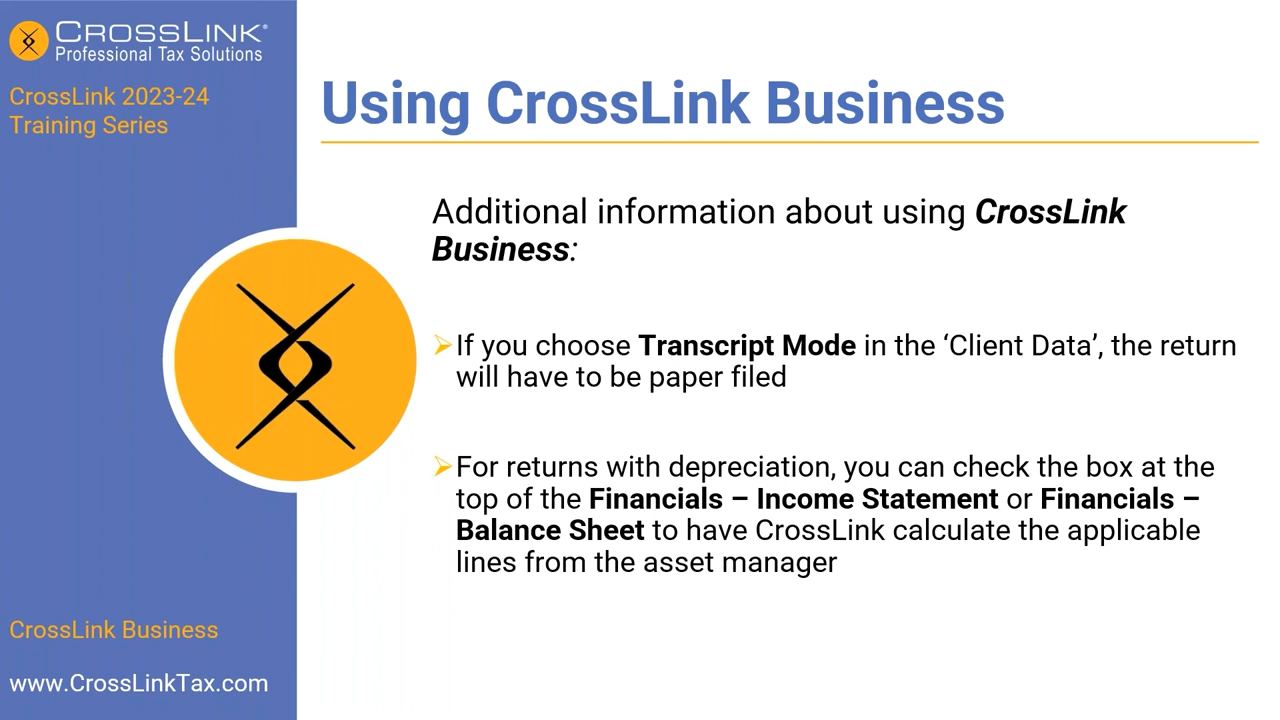 CROSSLINK®
Professional Tax Solutions
CrossLink 2023-24
Training Series
Using CrossLink Business
Additional information about using CrossLink
Business:
➢If you choose Transcript Mode in the ‘Client Data’, the return
will have to be paper filed
➢For returns with depreciation, you can check the box at the
top of the Financials – Income Statement or Financials –
Balance Sheet to have CrossLink calculate the applicable
lines from the asset manager
CrossLink Business
www.CrossLinkTax.com